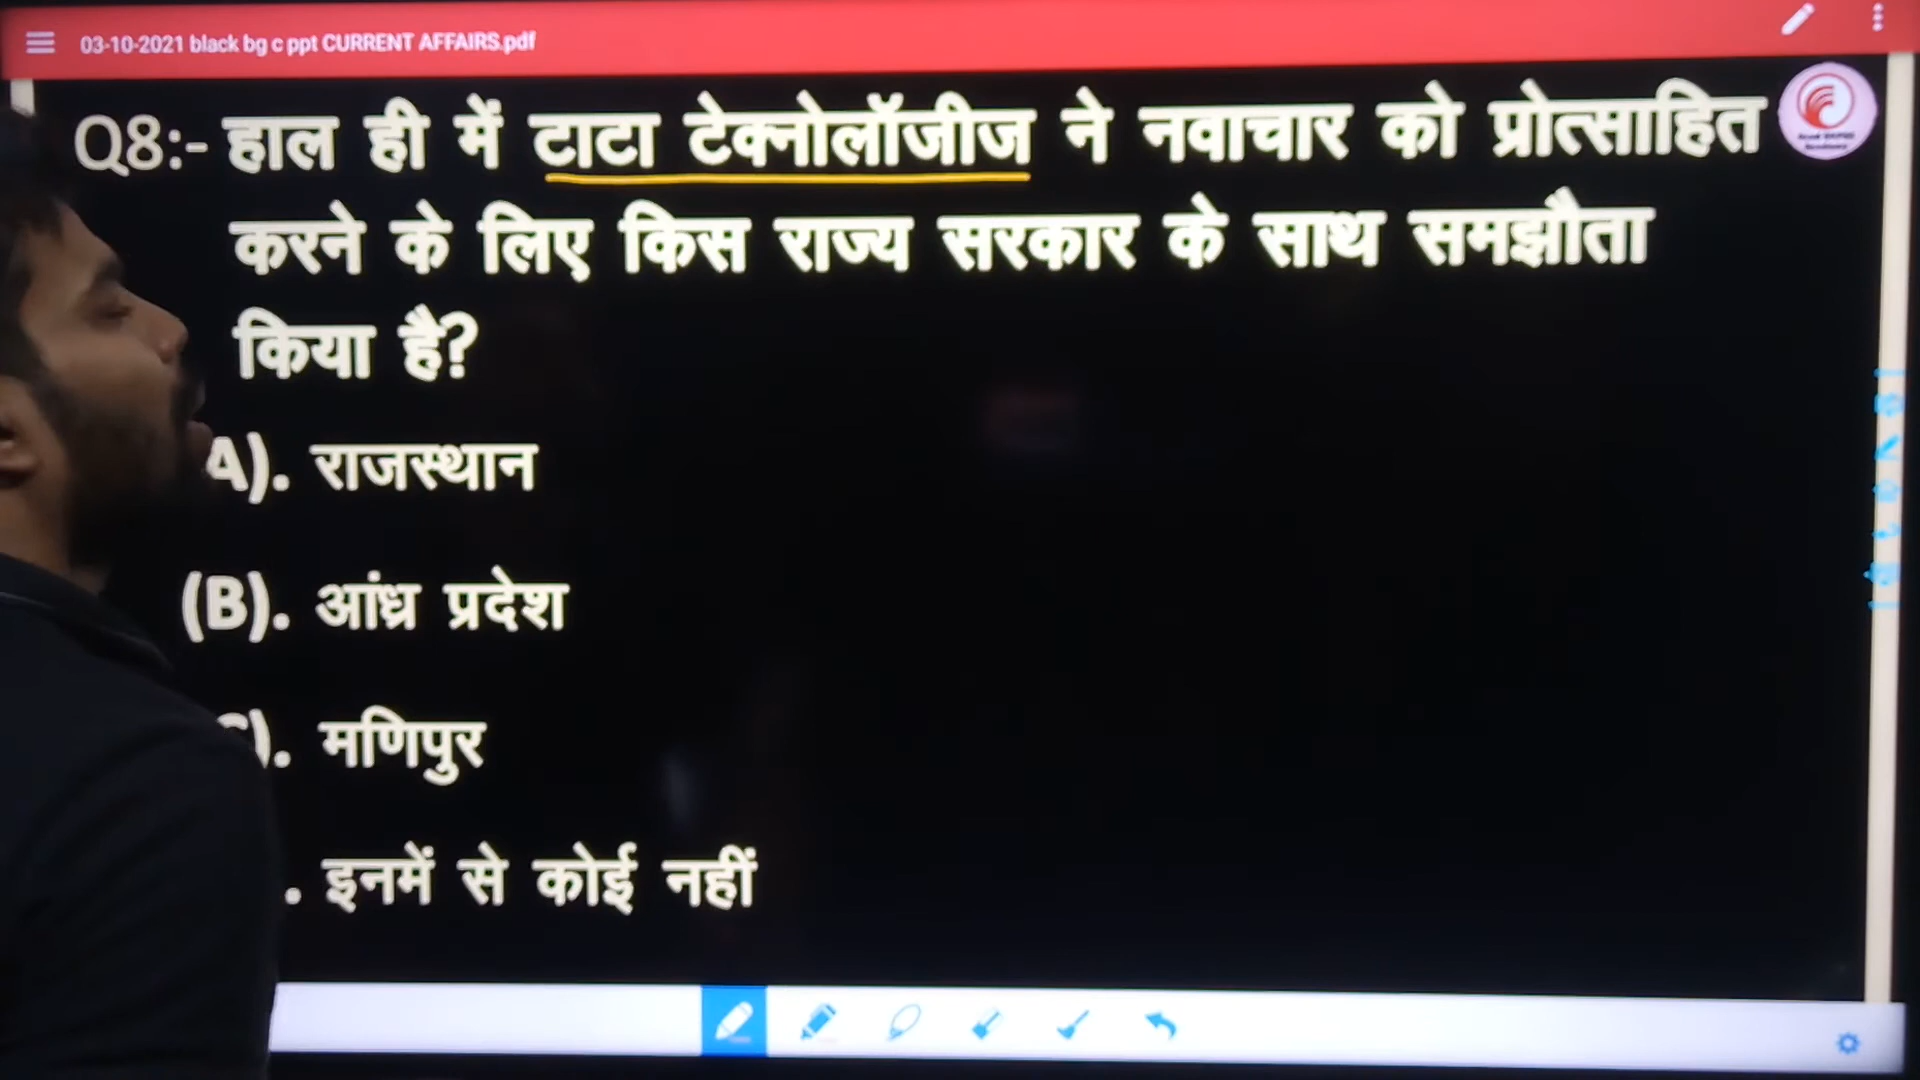 03-10-2021 black bg c ppt CURRENT AFFAIRS.pdf
Q8:- हाल ही में टाटा टेक्नोलॉजीज ने नवाचार को प्रोत्साहित
करने के लिए किस राज्य सरकार के साथ समझौता
किया है?
A). राजस्थान
(B). आंध्र प्रदेश
). मणिपुर
. इनमें से कोई नहीं